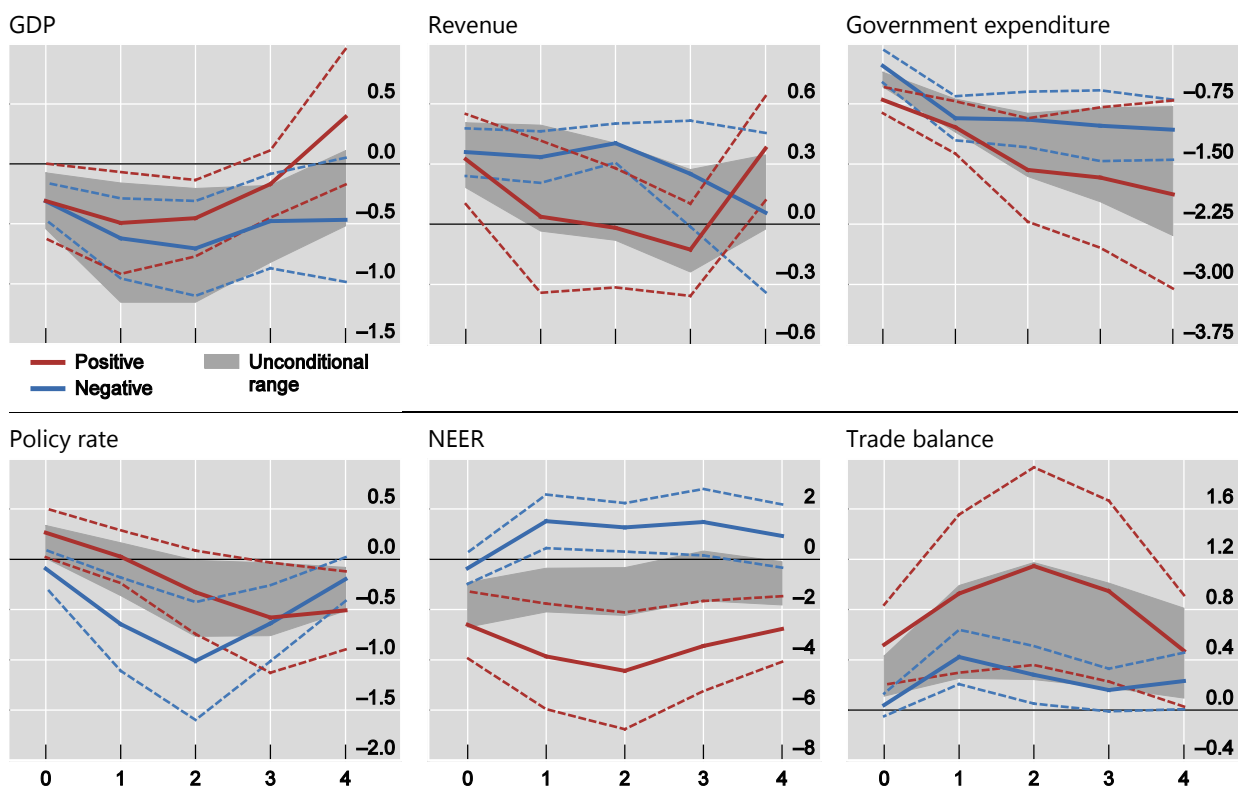 GDP
0.5
0.0
–0.5
–1.0
–1.5
Revenue
0.6
0.3
0.0
–0.3
–0.6
Government expenditure
–0.75
–1.50
–2.25
–3.00
–3.75
Positive
Negative
Unconditional
range
Policy rate
0.5
0.0
–0.5
–1.0
–1.5
–2.0
0 1 2 3 4
NEER
2
0
–2
–4
–6
–8
0 1 2 3 4
Trade balance
1.6
1.2
0.8
0.4
0.0
–0.4
0 1 2 3 4